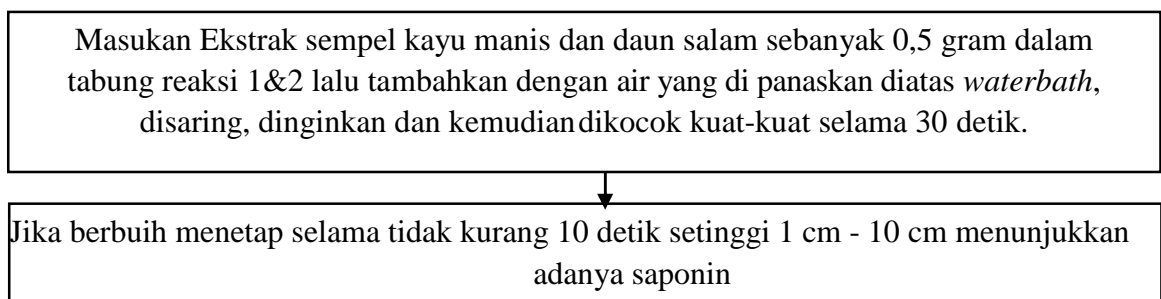 Masukan Ekstrak sempel kayu manis dan daun salam sebanyak 0,5 gram dalam
tabung reaksi 1&2 lalu tambahkan dengan air yang di panaskan diatas waterbath,
disaring, dinginkan dan kemudiandikocok kuat-kuat selama 30 detik.
Jika berbuih menetap selama tidak kurang 10 detik setinggi 1 cm - 10 cm menunjukkan
adanya saponin